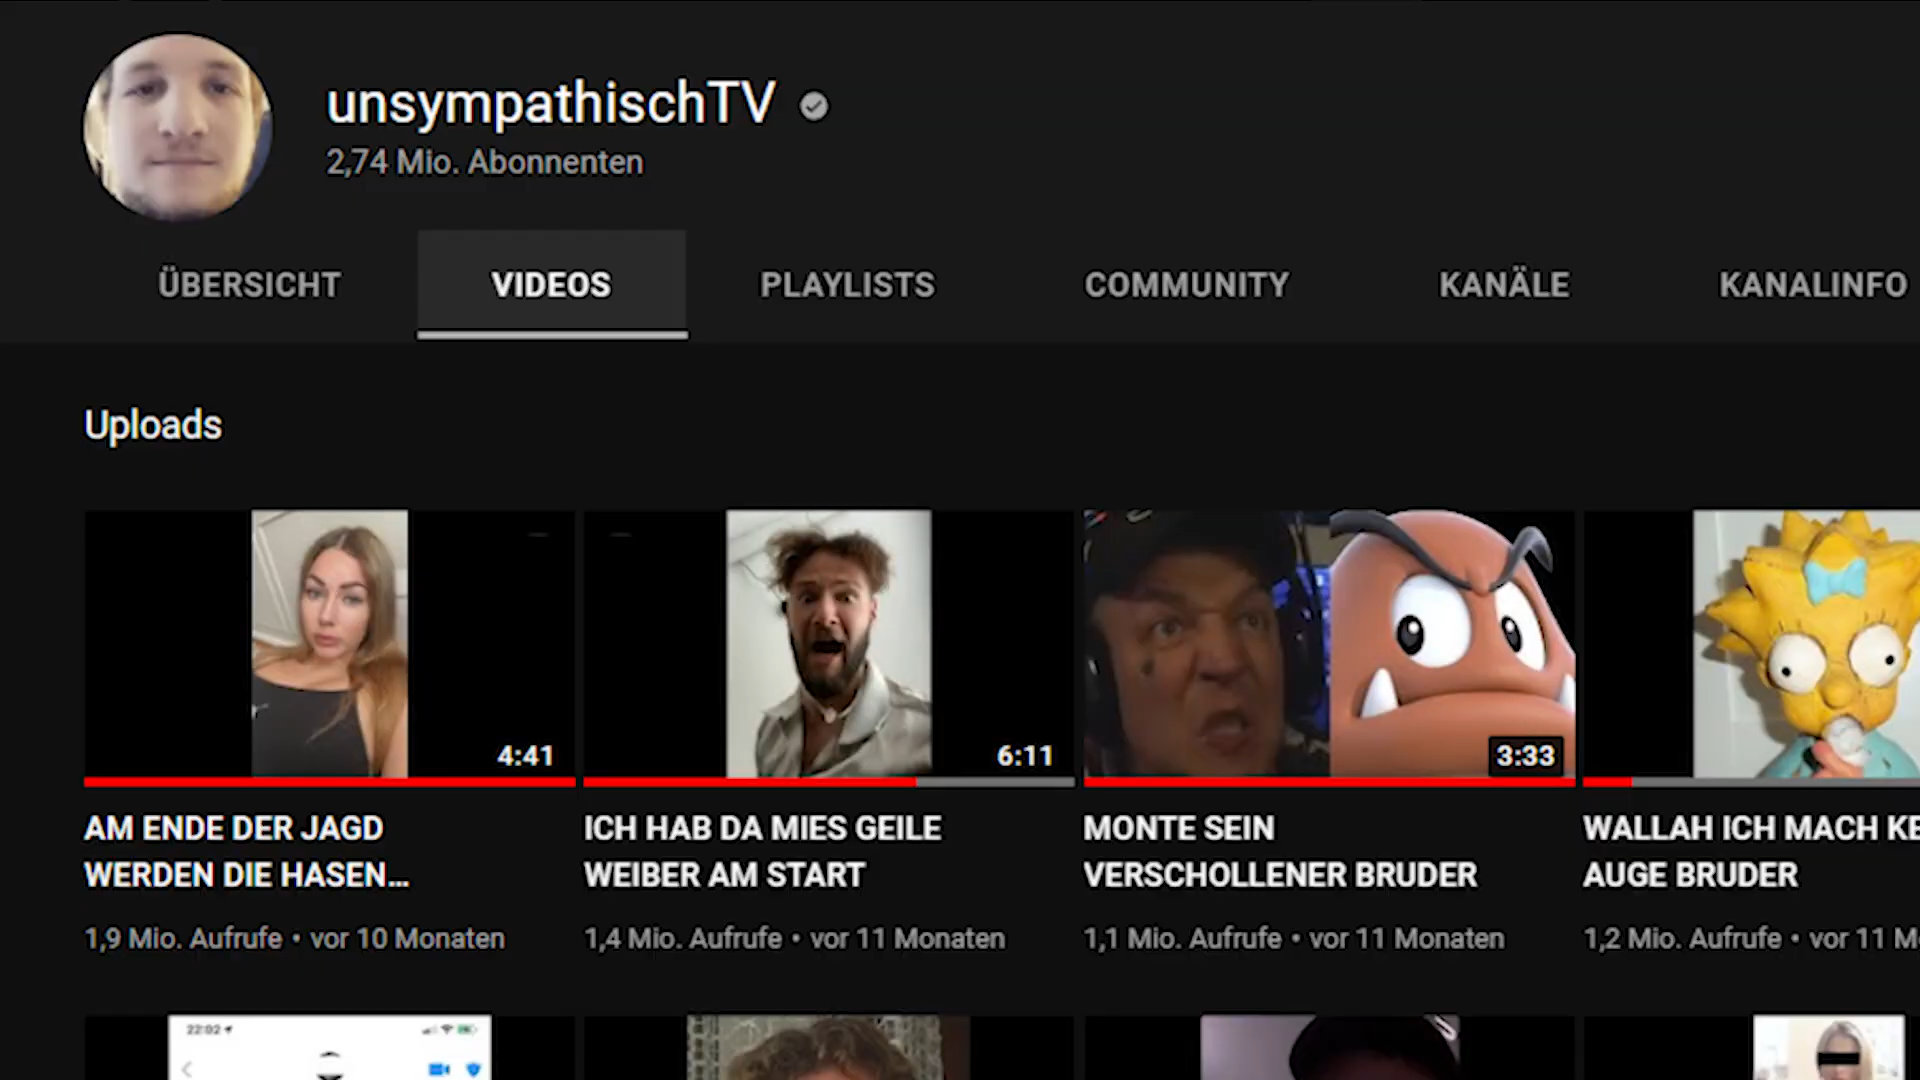 unsympathischTV
2,74 Mio. Abonnenten
ÜBERSICHT
VIDEOS
PLAYLISTS
COMMUNITY
KANÄLE
KANALINFO
Uploads
4:41
6:11
3:33
AM ENDE DER JAGD
WERDEN DIE HASEN...
1,9 Mio. Aufrufe • vor 10 Monaten
ICH HAB DA MIES GEILE
WEIBER AM START
1,4 Mio. Aufrufe • vor 11 Monaten
MONTE SEIN
VERSCHOLLENER BRUDER
1,1 Mio. Aufrufe • vor 11 Monaten
WALLAH ICH MACH
AUGE BRUDER
1,2 Mio. Aufrufe • vor 11
22:02